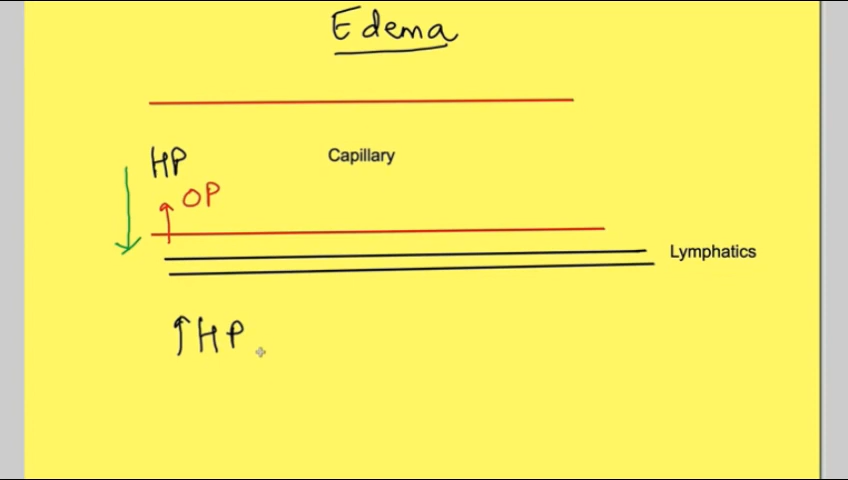 Edema
HP
Capillary
OP
Lymphatics
↑HP